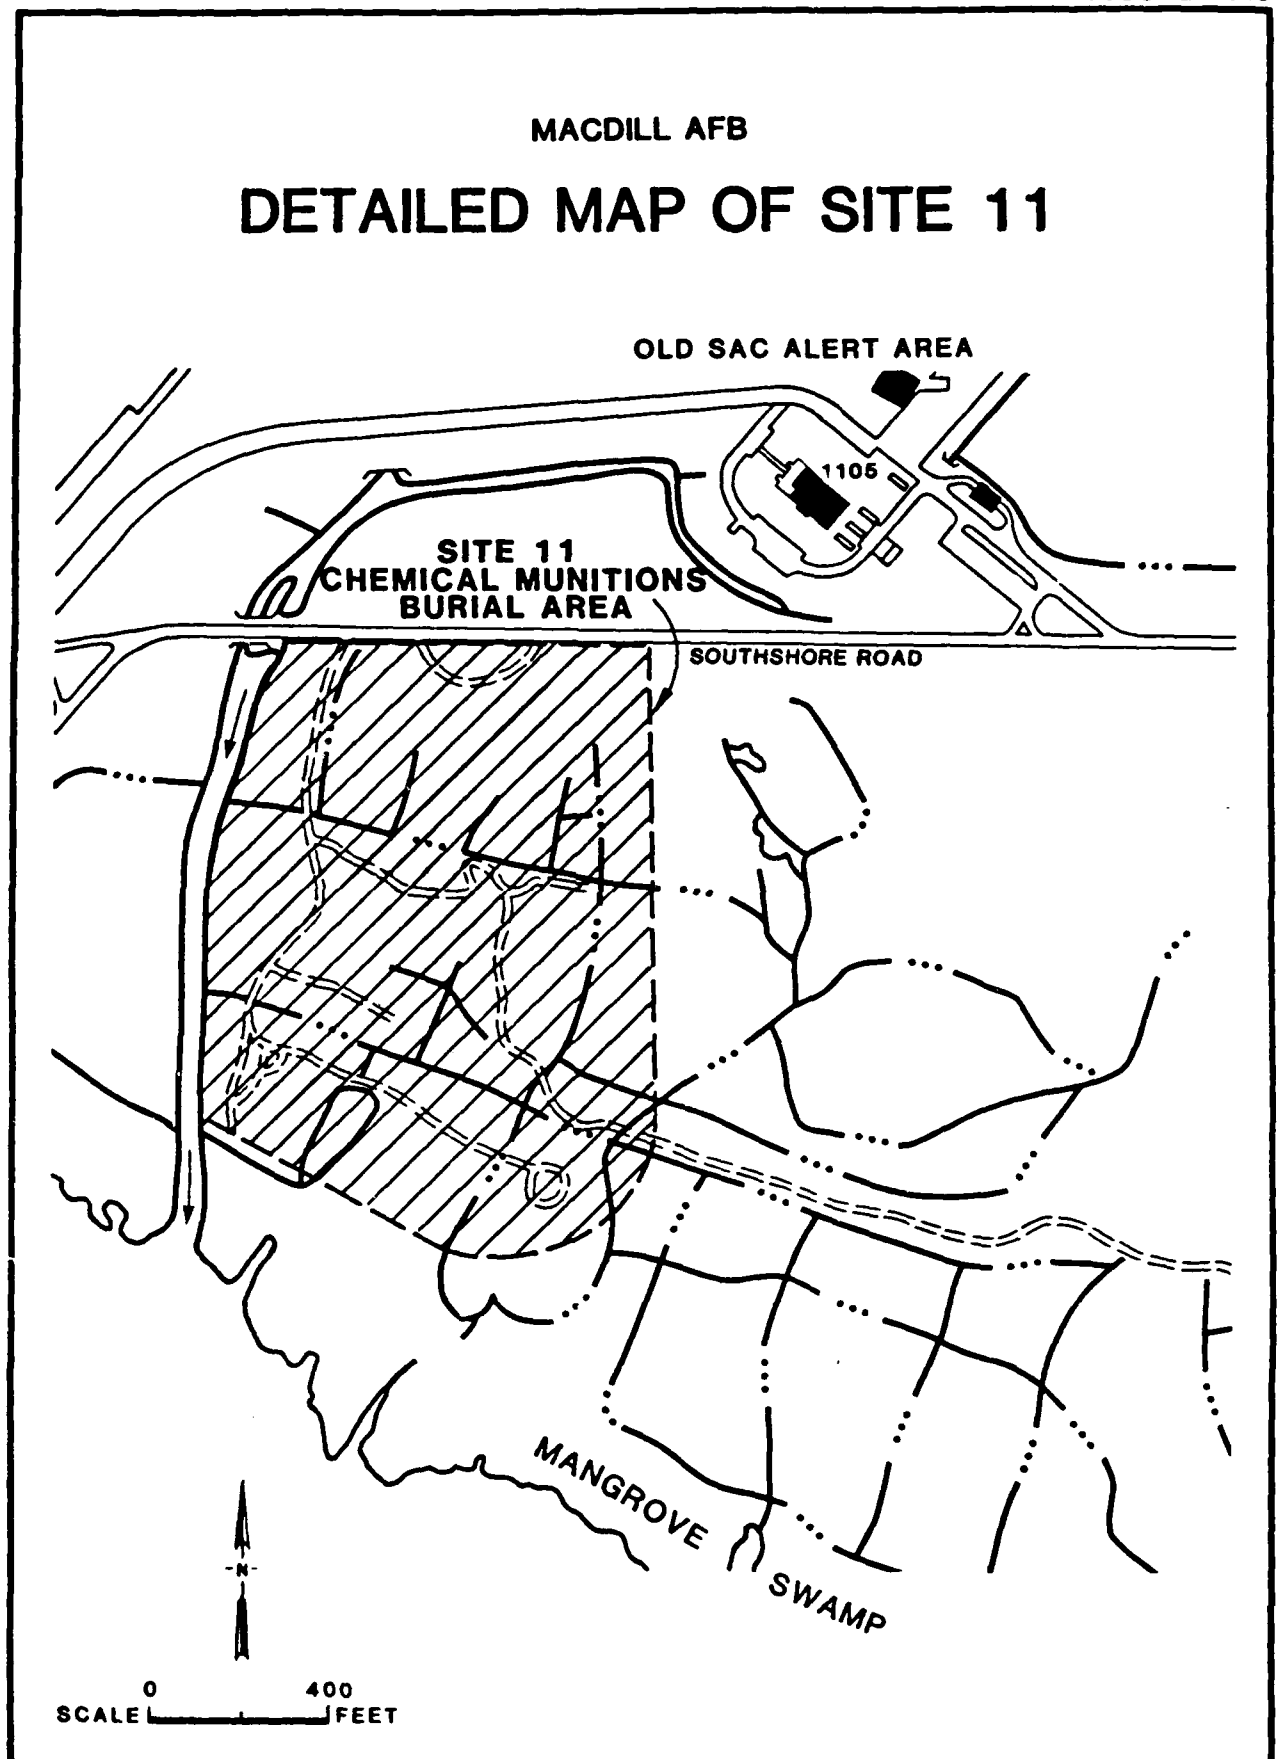 MACDILL AFB
DETAILED MAP OF SITE 11
OLD SAC ALERT AREA
1105
SITE 11
CHEMICAL MUNITIONS
BURIAL AREA
SOUTHSHORE ROAD
MANGROVE SWAMP
N
0 400
SCALE FEET